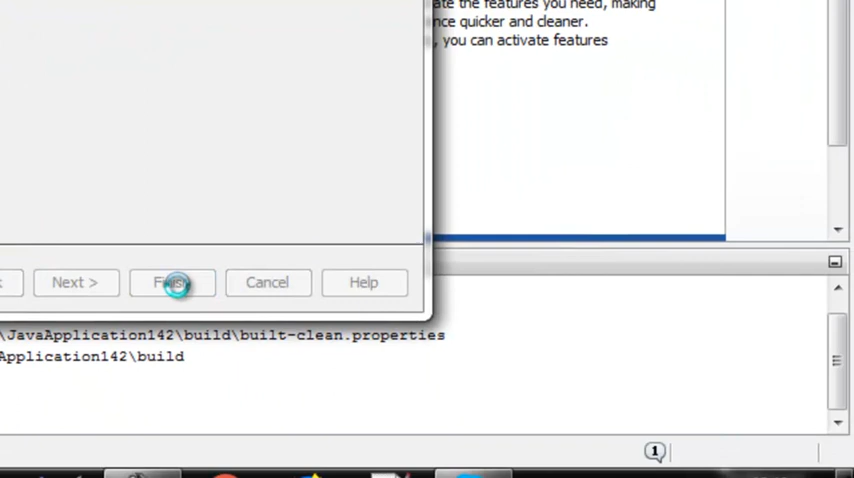 ate the features you need, making
nce quicker and cleaner.
, you can activate features
Next >
Finish
Cancel
Help
\JavaApplication142\build\built-clean.properties
Application142\build
1